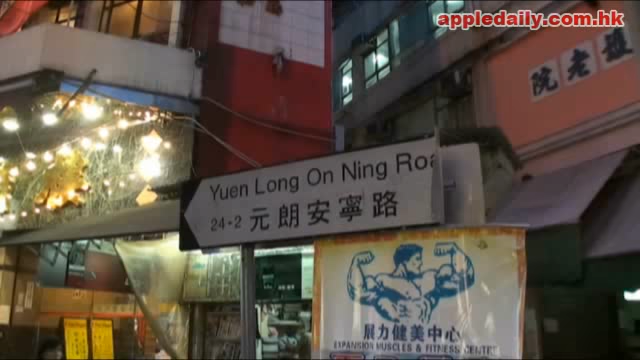 appledaily.com.hk
護老院
Yuen Long On Ning Roa
24-2 元朗安寧路
展力健美中心
EXPANSION MUSCLES & FITNESS CENTRE